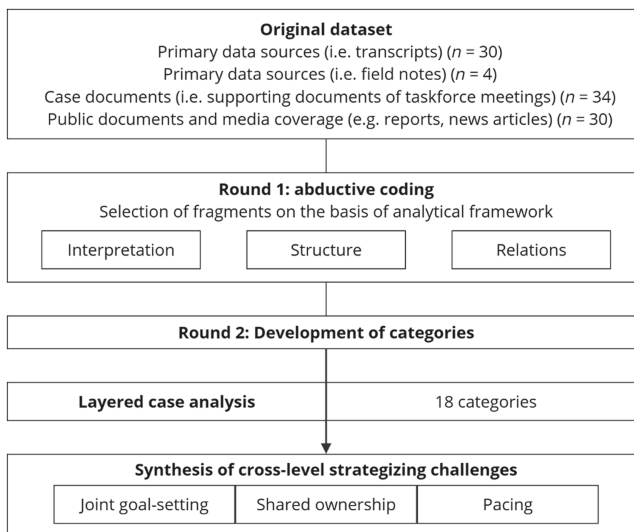 Original dataset
Primary data sources (i.e. transcripts) (n = 30)
Primary data sources (i.e. field notes) (n = 4)
Case documents (i.e. supporting documents of taskforce meetings) (n = 34)
Public documents and media coverage (e.g. reports, news articles) (n = 30)
Round 1: abductive coding
Selection of fragments on the basis of analytical framework
Interpretation Structure Relations
Round 2: Development of categories
Layered case analysis 18 categories
Synthesis of cross-level strategizing challenges
Joint goal-setting Shared ownership Pacing